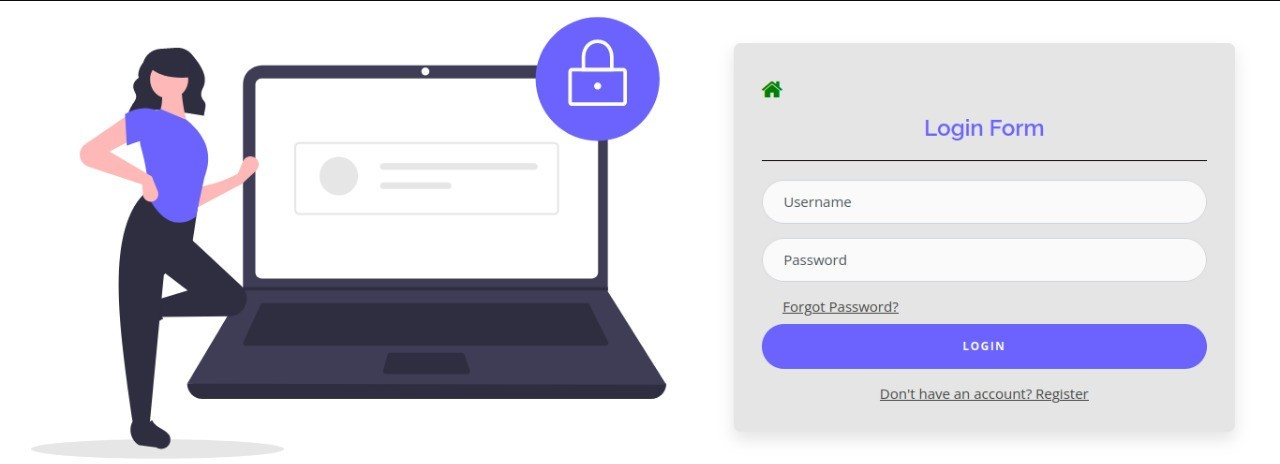 Login Form
Username
Password
Forgot Password?
LOGIN
Don't have an account? Register